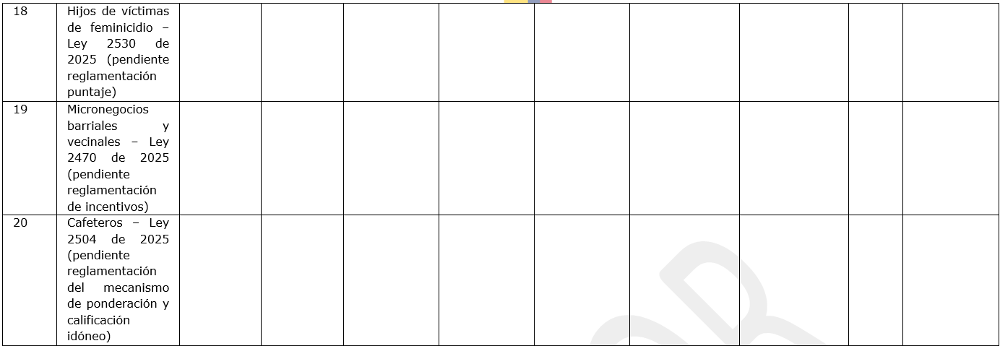 18
Hijos de víctimas
de feminicidio –
Ley 2530 de
2025 (pendiente
reglamentación
puntaje)
19
Micronegocios
barriales y
vecinales – Ley
2470 de 2025
(pendiente
reglamentación
de incentivos)
20
Cafeteros – Ley
2504 de 2025
(pendiente
reglamentación
del mecanismo
de ponderación y
calificación
idóneo)